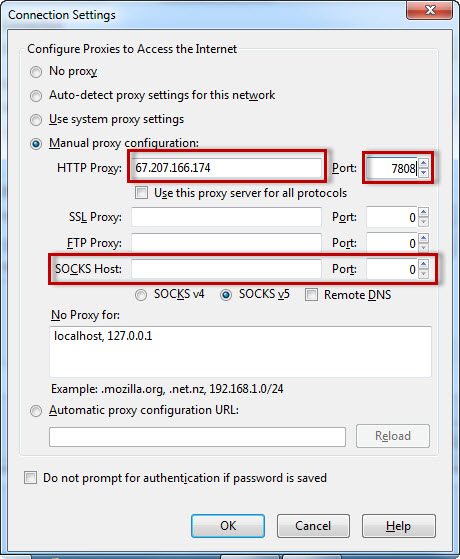 Connection Settings
Configure Proxies to Access the Internet
No proxy
Auto-detect proxy settings for this network
Use system proxy settings
Manual proxy configuration:
HTTP Proxy: 67.207.166.174 Port: 7808
Use this proxy server for all protocols
SSL Proxy: Port: 0
FTP Proxy: Port: 0
SOCKS Host: Port: 0
SOCKS v4 SOCKS v5 Remote DNS
No Proxy for:
localhost, 127.0.0.1
Example: .mozilla.org, .net.nz, 192.168.1.0/24
Automatic proxy configuration URL:
Reload
Do not prompt for authentication if password is saved
OK Cancel Help